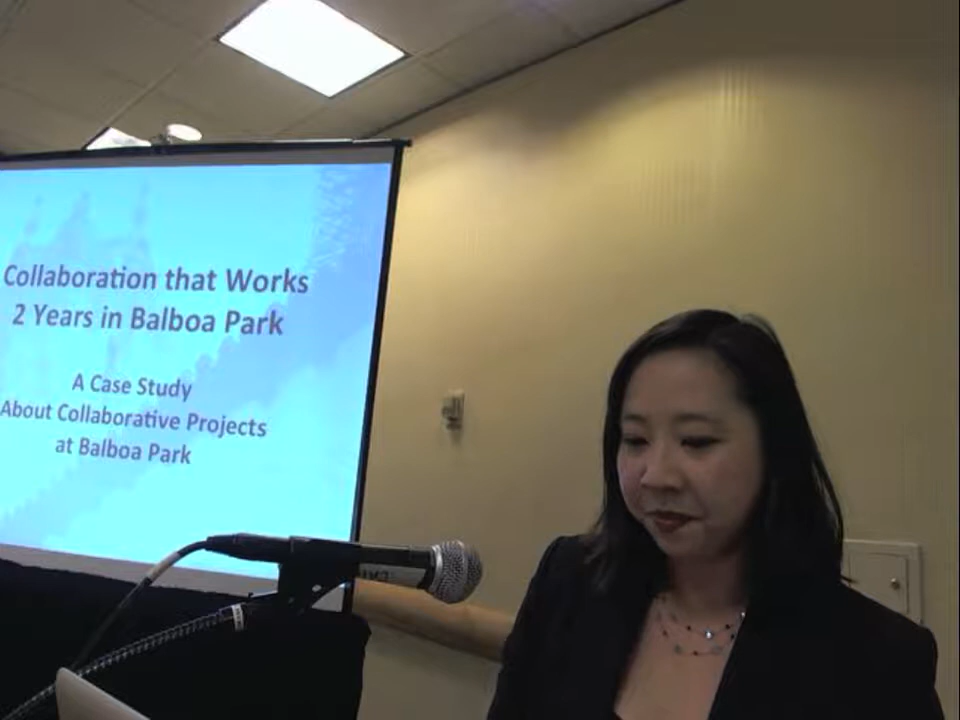 Collaboration that Works
2 Years in Balboa Park
A Case Study
About Collaborative Projects
at Balboa Park